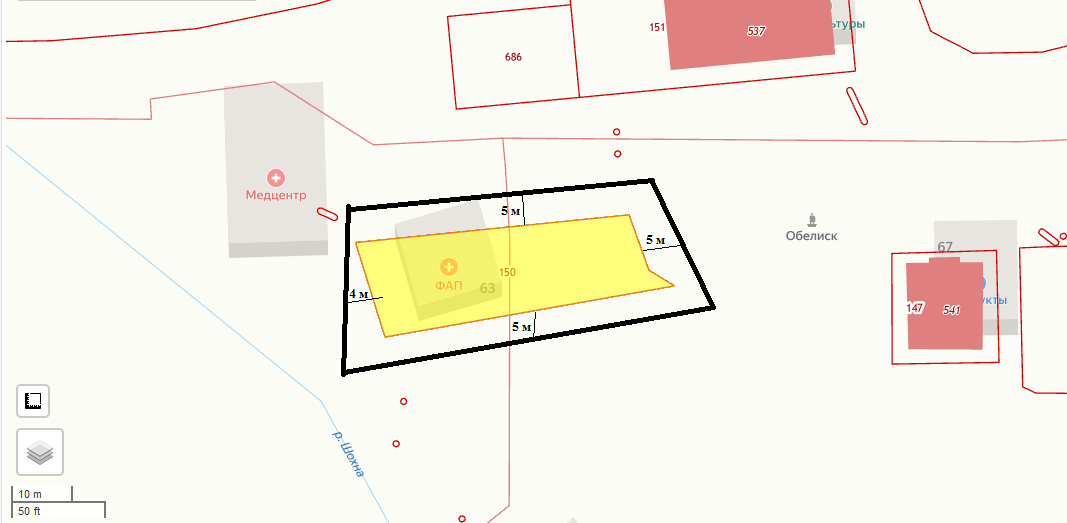 ьтуры
151
537
686
Медцентр
5 м
Обелиск
5 м
67
ФАП
150
63
4 м
укты
147
541
5 м
р. Шохна
10 m
50 ft